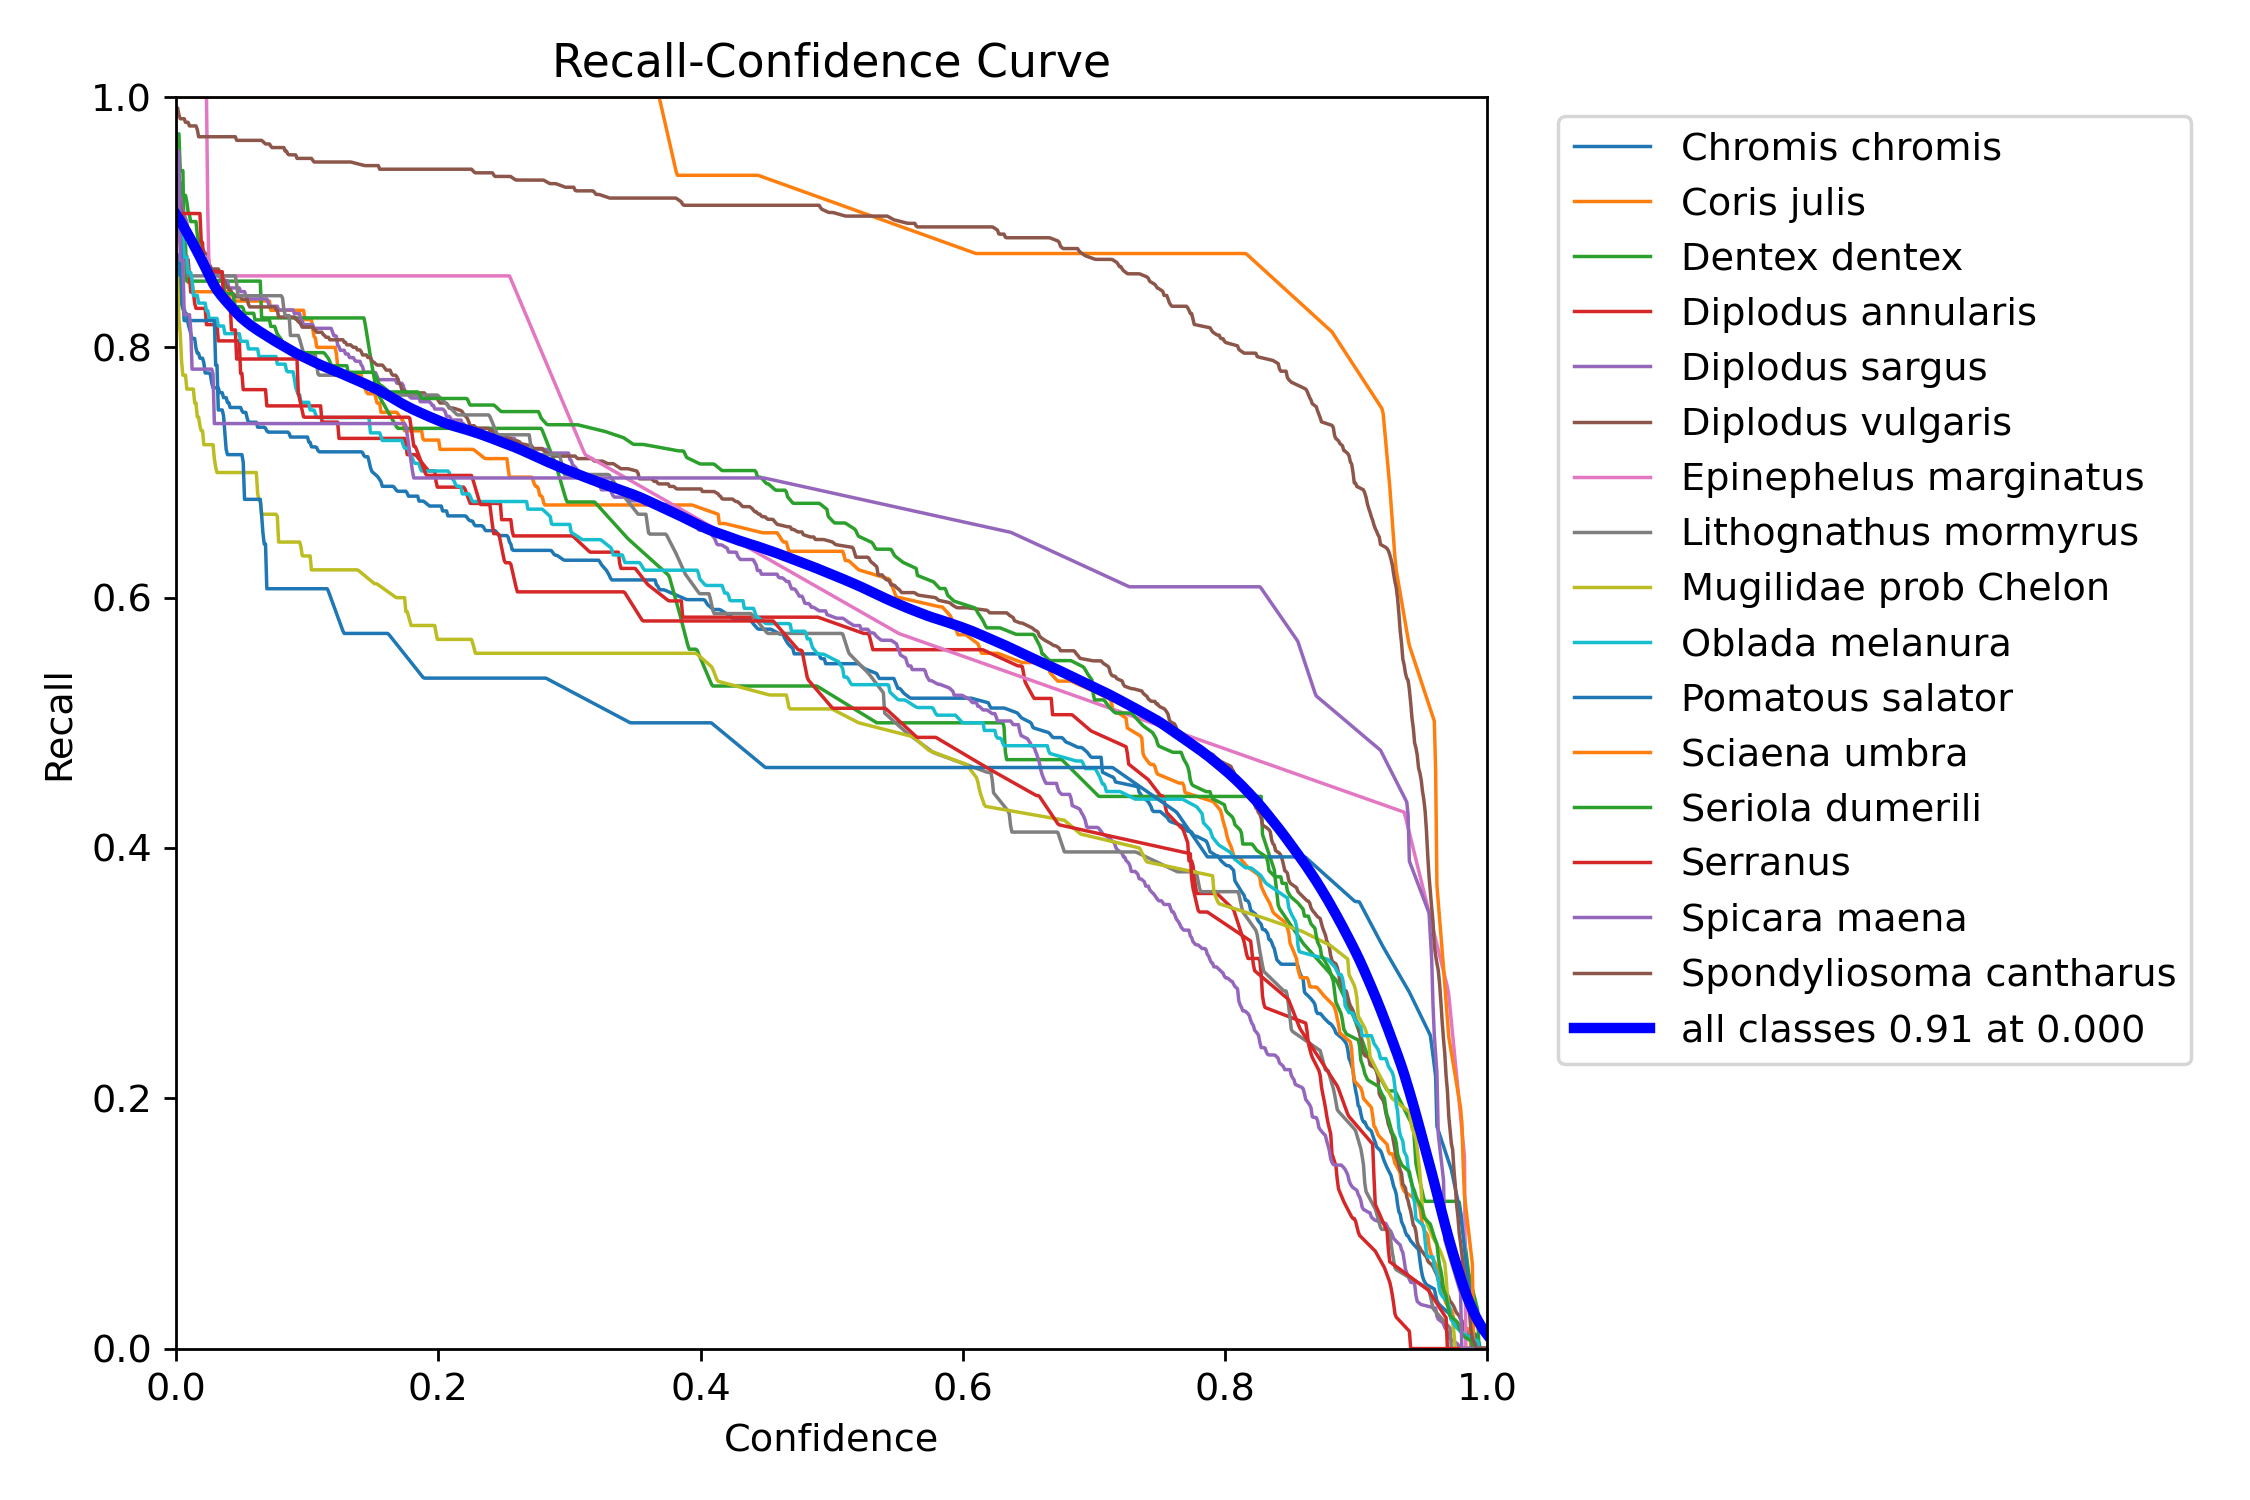 Recall-Confidence Curve
1.0
0.8
0.6
0.4
0.2
0.0
Recall
0.0 0.2 0.4 0.6 0.8 1.0
Confidence
Chromis chromis
Coris julis
Dentex dentex
Diplodus annularis
Diplodus sargus
Diplodus vulgaris
Epinephelus marginatus
Lithognathus mormyrus
Mugilidae prob Chelon
Oblada melanura
Pomatous salator
Sciaena umbra
Seriola dumerili
Serranus
Spicara maena
Spondyliosoma cantharus
all classes 0.91 at 0.000